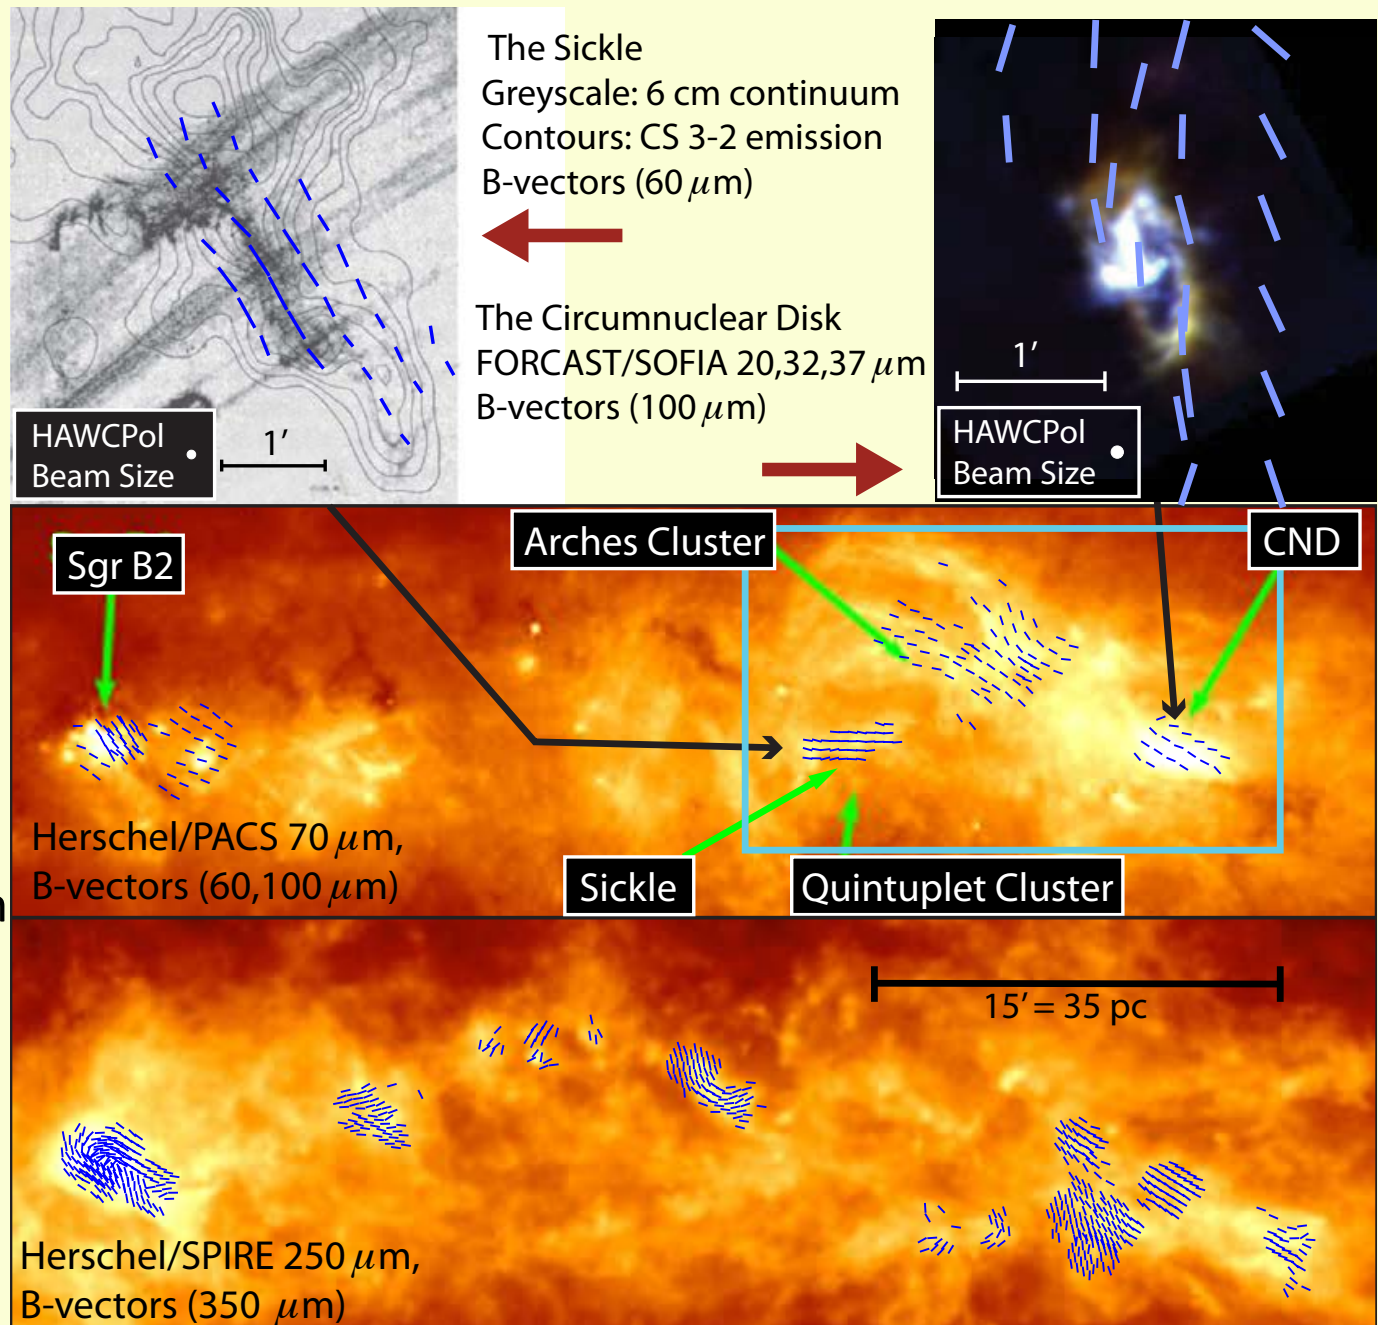 The Sickle
Greyscale: 6 cm continuum
Contours: CS 3-2 emission
B-vectors (60 μm)
The Circumnuclear Disk
FORCAST/SOFIA 20,32,37 μm
B-vectors (100 μm)
HAWCPol
Beam Size
1′
1′
HAWCPol
Beam Size
Sgr B2
Arches Cluster
CND
Herschel/PACS 70 μm,
B-vectors (60,100 μm)
Sickle
Quintuplet Cluster
15′ = 35 pc
Herschel/SPIRE 250 μm,
B-vectors (350 μm)